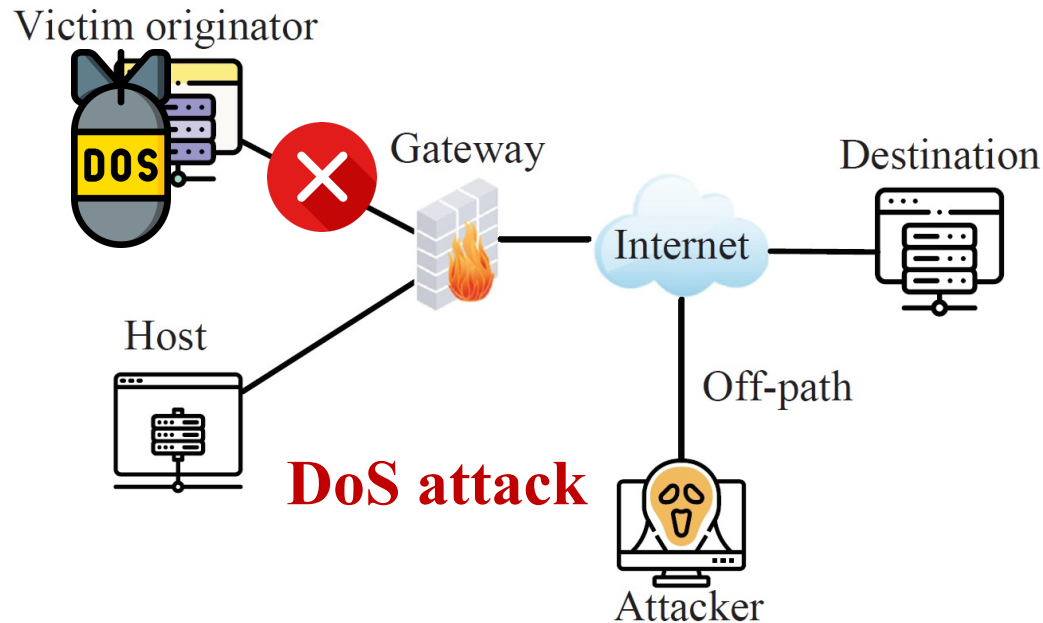 Victim originator
DOS
Gateway
Destination
Internet
Host
Off-path
DoS attack
Attacker